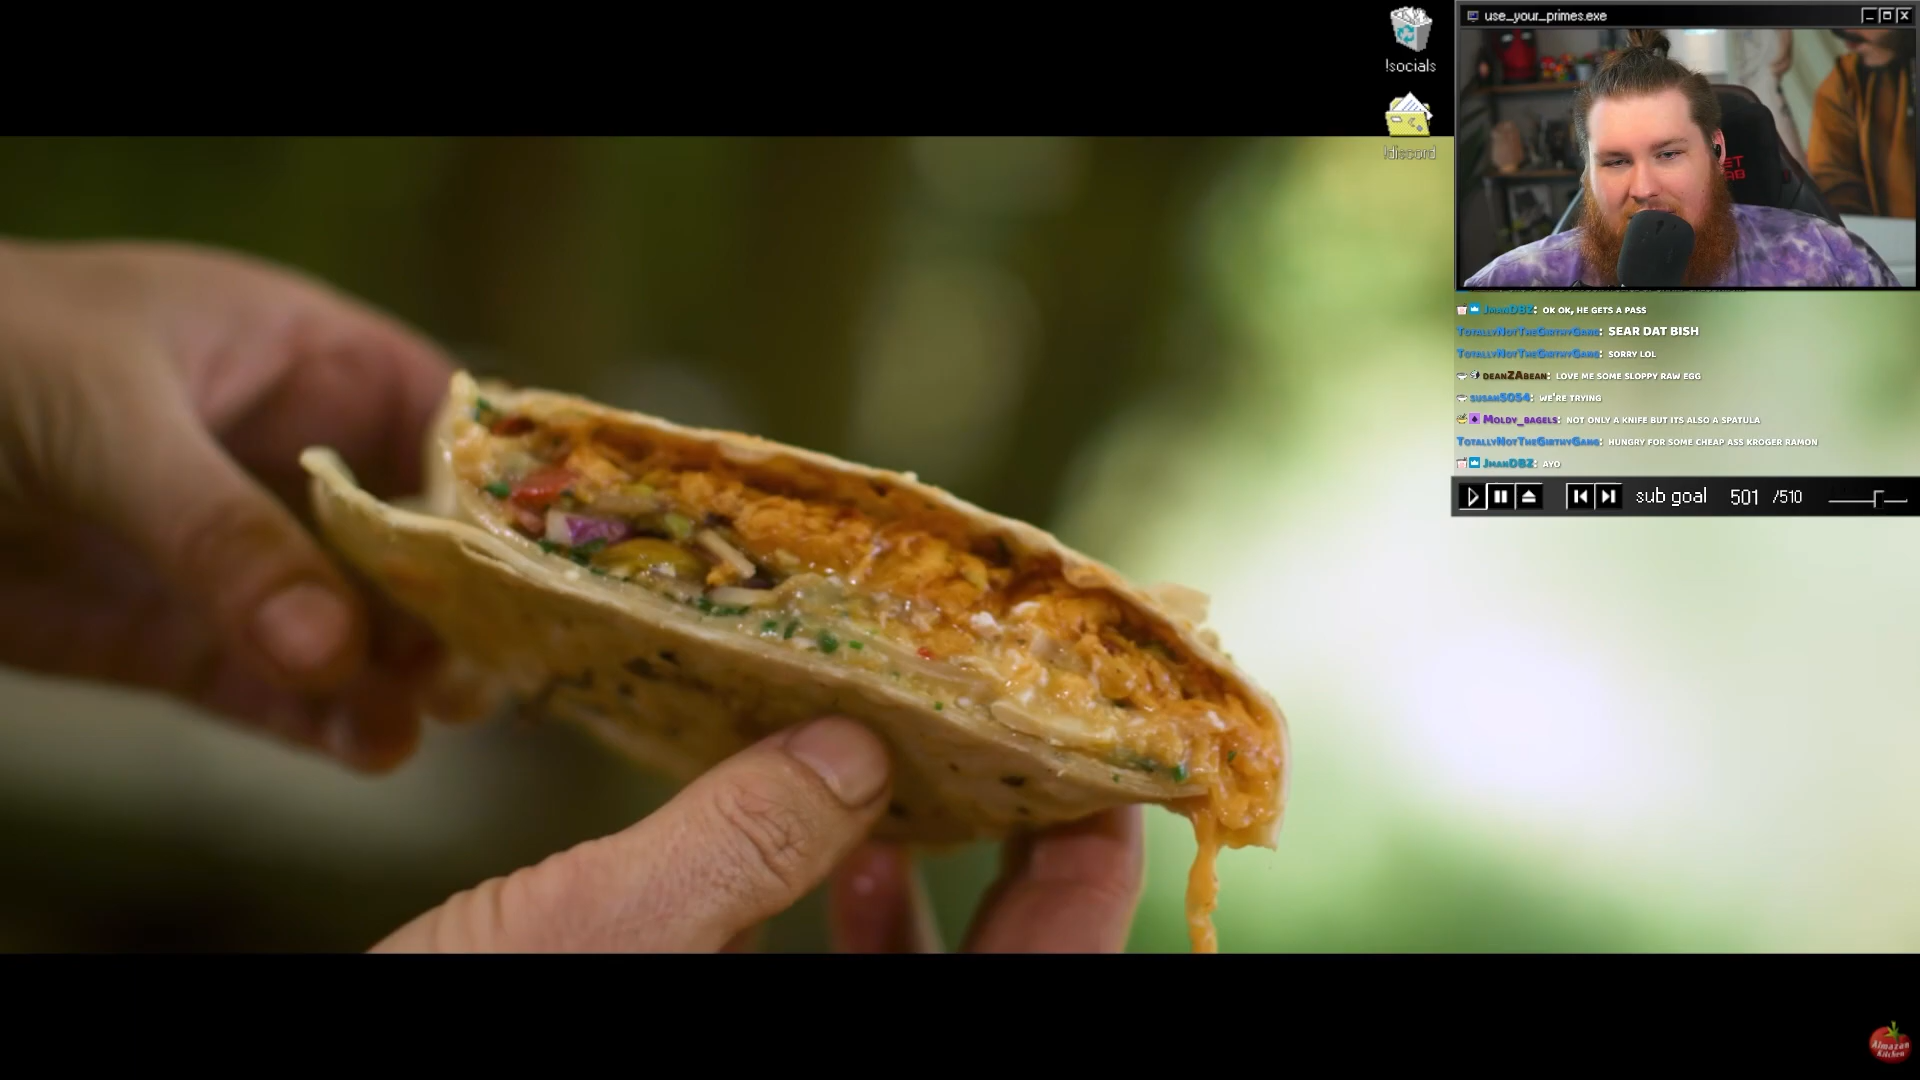 !socials
!discord
use_your_primes.exe
JmanDBZ: OK OK, HE GETS A PASS
TotallyNotTheGirthyGang: SEAR DAT BISH
TotallyNotTheGirthyGang: SORRY LOL
deanZAbean: LOVE ME SOME SLOPPY RAW EGG
susan5054: WE'RE TRYING
Moldy_bagels: NOT ONLY A KNIFE BUT ITS ALSO A SPATULA
TotallyNotTheGirthyGang: HUNGRY FOR SOME CHEAP ASS KROGER RAMON
JmanDBZ: AYO
sub goal 501 /510
Almazan
Kitchen